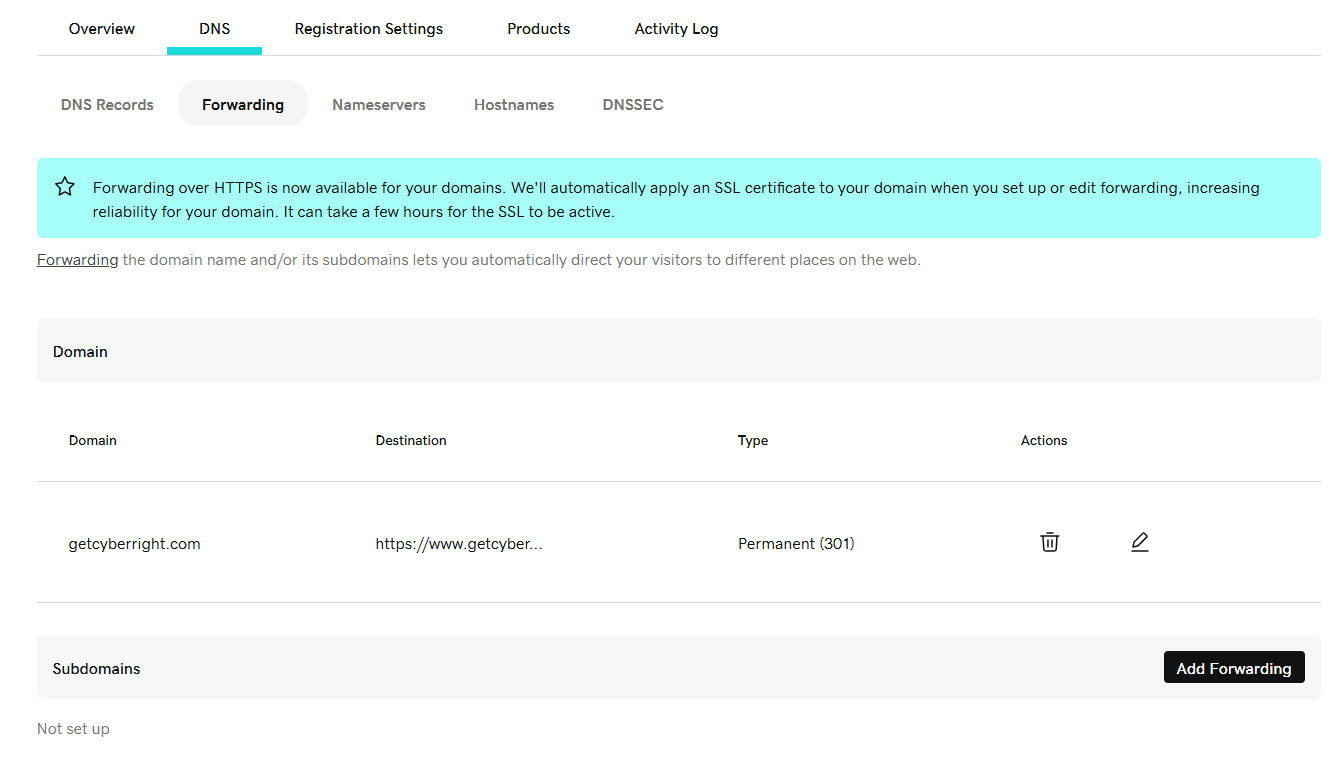 Overview DNS Registration Settings Products Activity Log
DNS Records Forwarding Nameservers Hostnames DNSSEC
Forwarding over HTTPS is now available for your domains. We'll automatically apply an SSL certificate to your domain when you set up or edit forwarding, increasing
reliability for your domain. It can take a few hours for the SSL to be active.
Forwarding the domain name and/or its subdomains lets you automatically direct your visitors to different places on the web.
Domain
Domain Destination Type Actions
getcyberright.com https://www.getcyber... Permanent (301)
Subdomains Add Forwarding
Not set up